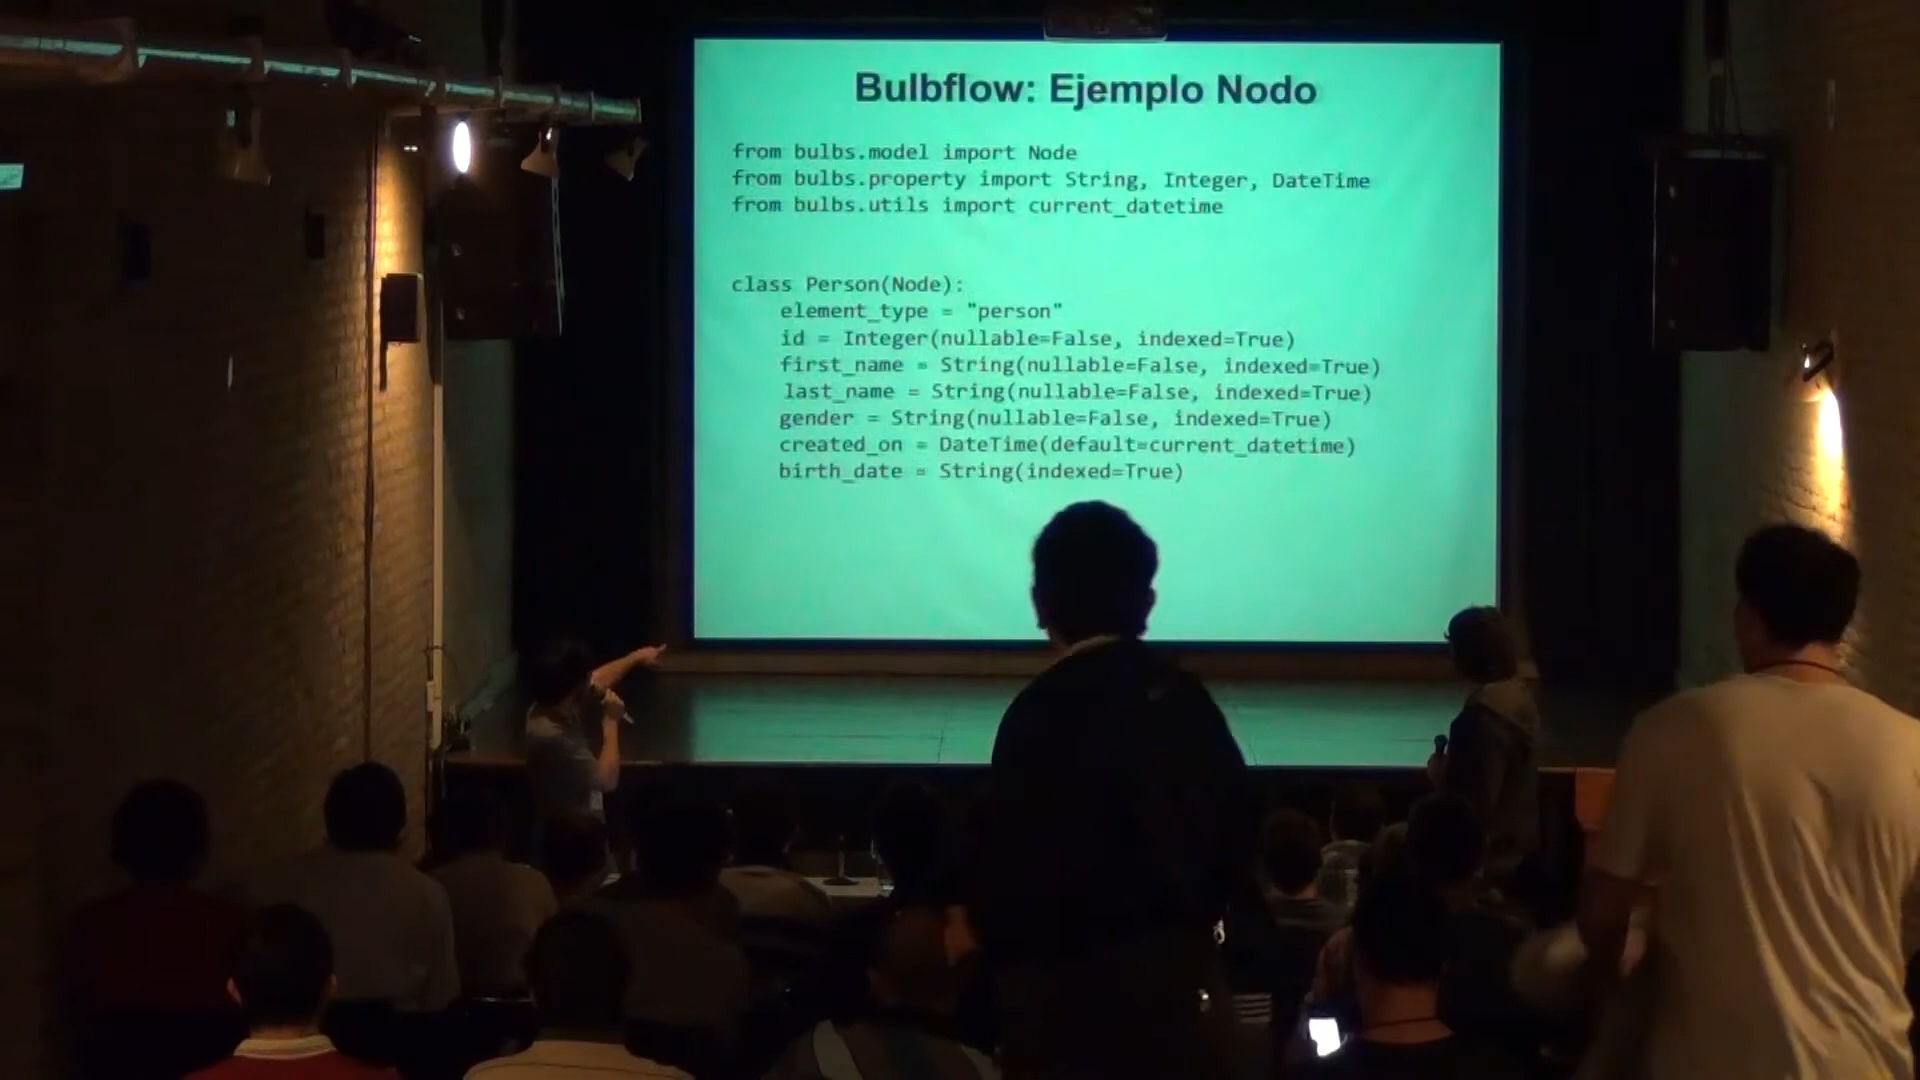 Bulbflow: Ejemplo Nodo
from bulbs.model import Node
from bulbs.property import String, Integer, DateTime
from bulbs.utils import current_datetime
class Person(Node):
element_type = "person"
id = Integer(nullable=False, indexed=True)
first_name = String(nullable=False, indexed=True)
last_name = String(nullable=False, indexed=True)
gender = String(nullable=False, indexed=True)
created_on = DateTime(default=current_datetime)
birth_date = String(indexed=True)